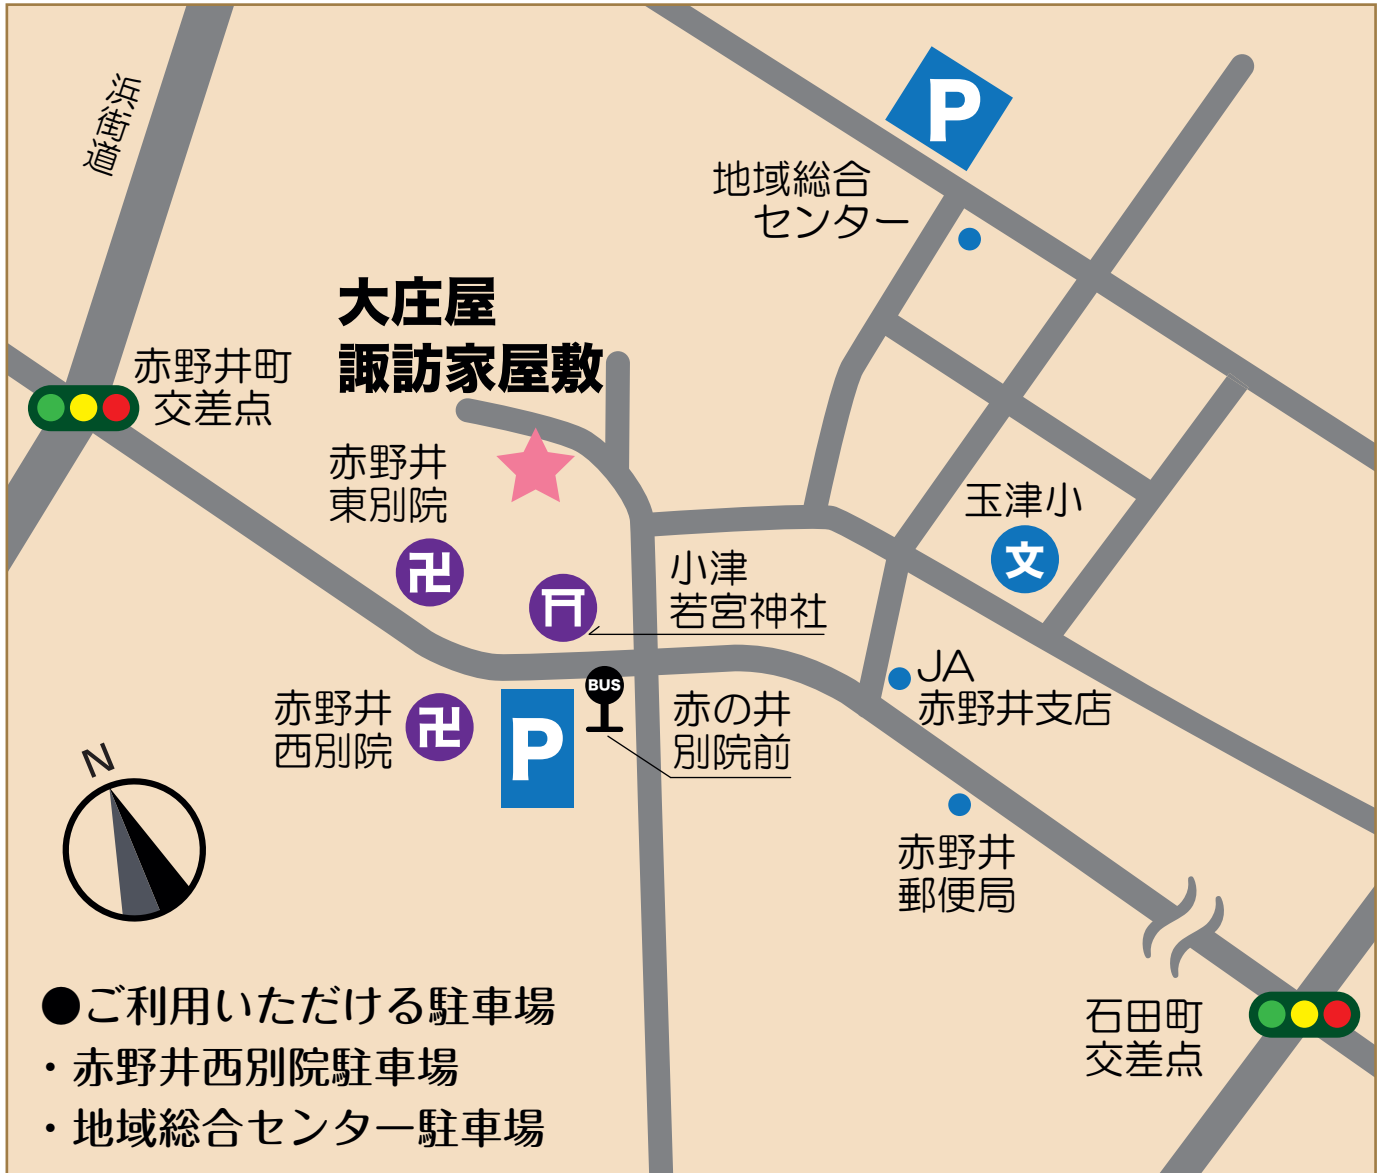 浜街道
P
地域総合
センター
大庄屋
諏訪家屋敷
赤野井町
交差点
赤野井
東別院
卍
玉津小
文
小津
若宮神社
JA
赤野井支店
赤野井
西別院
卍
P
BUS
赤の井
別院前
N
赤野井
郵便局
石田町
交差点
●ご利用いただける駐車場
・赤野井西別院駐車場
・地域総合センター駐車場